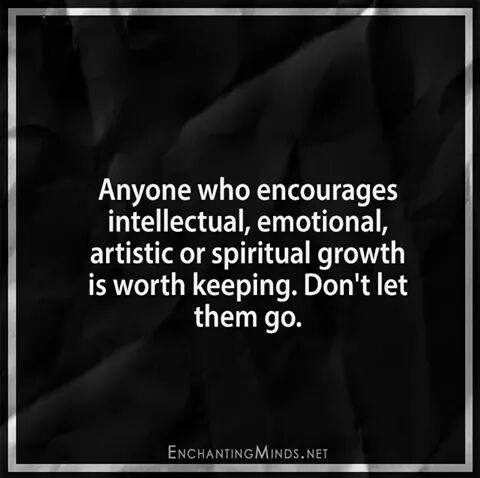 Anyone who encourages
intellectual, emotional,
artistic or spiritual growth
is worth keeping. Don't let
them go.
EnchantingMinds.net